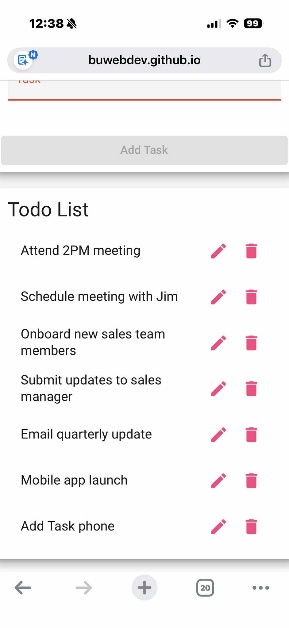 12:38
99
N
buwebdev.github.io
Task
Add Task
Todo List
Attend 2PM meeting
Schedule meeting with Jim
Onboard new sales team
members
Submit updates to sales
manager
Email quarterly update
Mobile app launch
Add Task phone
20